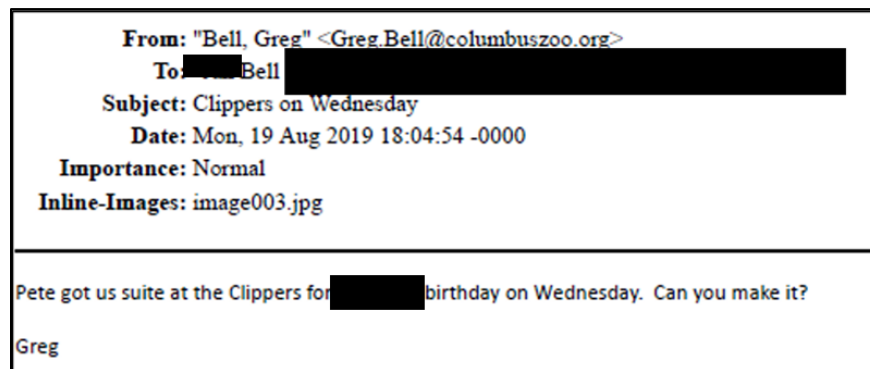 From: "Bell, Greg" <Greg.Bell@columbuszoo.org>
To: Bell
Subject: Clippers on Wednesday
Date: Mon, 19 Aug 2019 18:04:54 -0000
Importance: Normal
Inline-Images: image003.jpg
Pete got us suite at the Clippers for birthday on Wednesday. Can you make it?
Greg